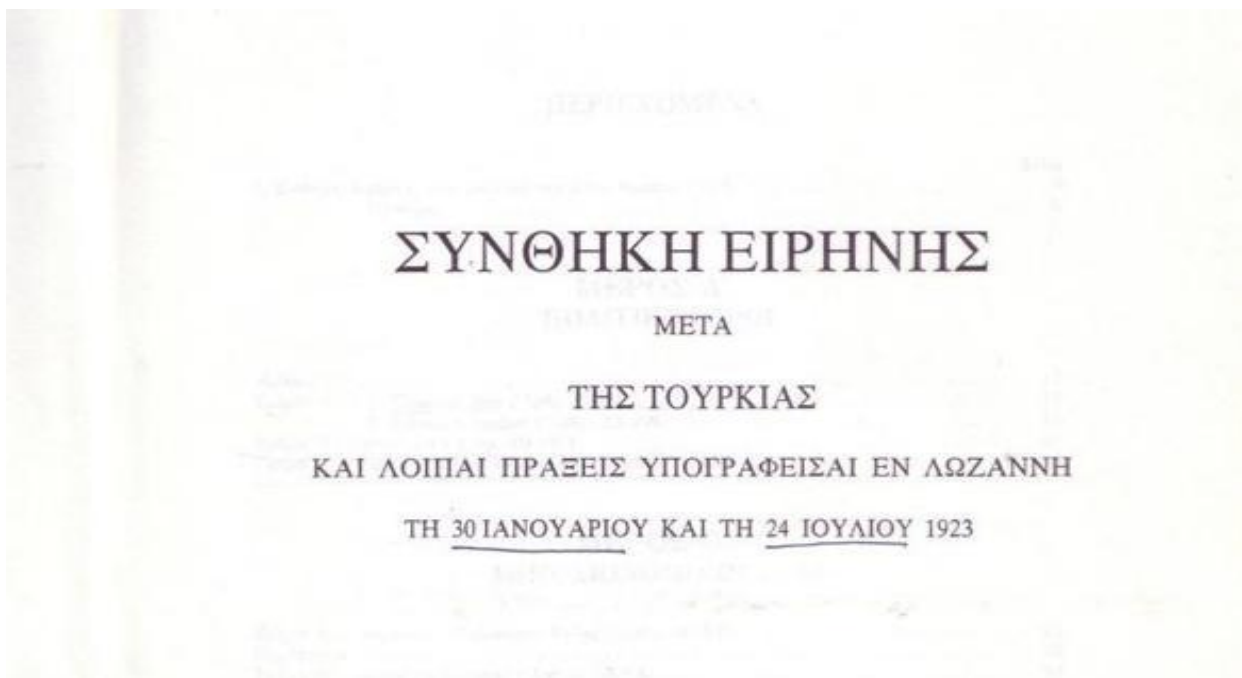 ΣΥΝΘΗΚΗ ΕΙΡΗΝΗΣ
ΜΕΤΑ
ΤΗΣ ΤΟΥΡΚΙΑΣ
ΚΑΙ ΛΟΙΠΑΙ ΠΡΑΞΕΙΣ ΥΠΟΓΡΑΦΕΙΣΑΙ ΕΝ ΛΩΖΑΝΝΗ
ΤΗ 30 ΙΑΝΟΥΑΡΙΟΥ ΚΑΙ ΤΗ 24 ΙΟΥΛΙΟΥ 1923